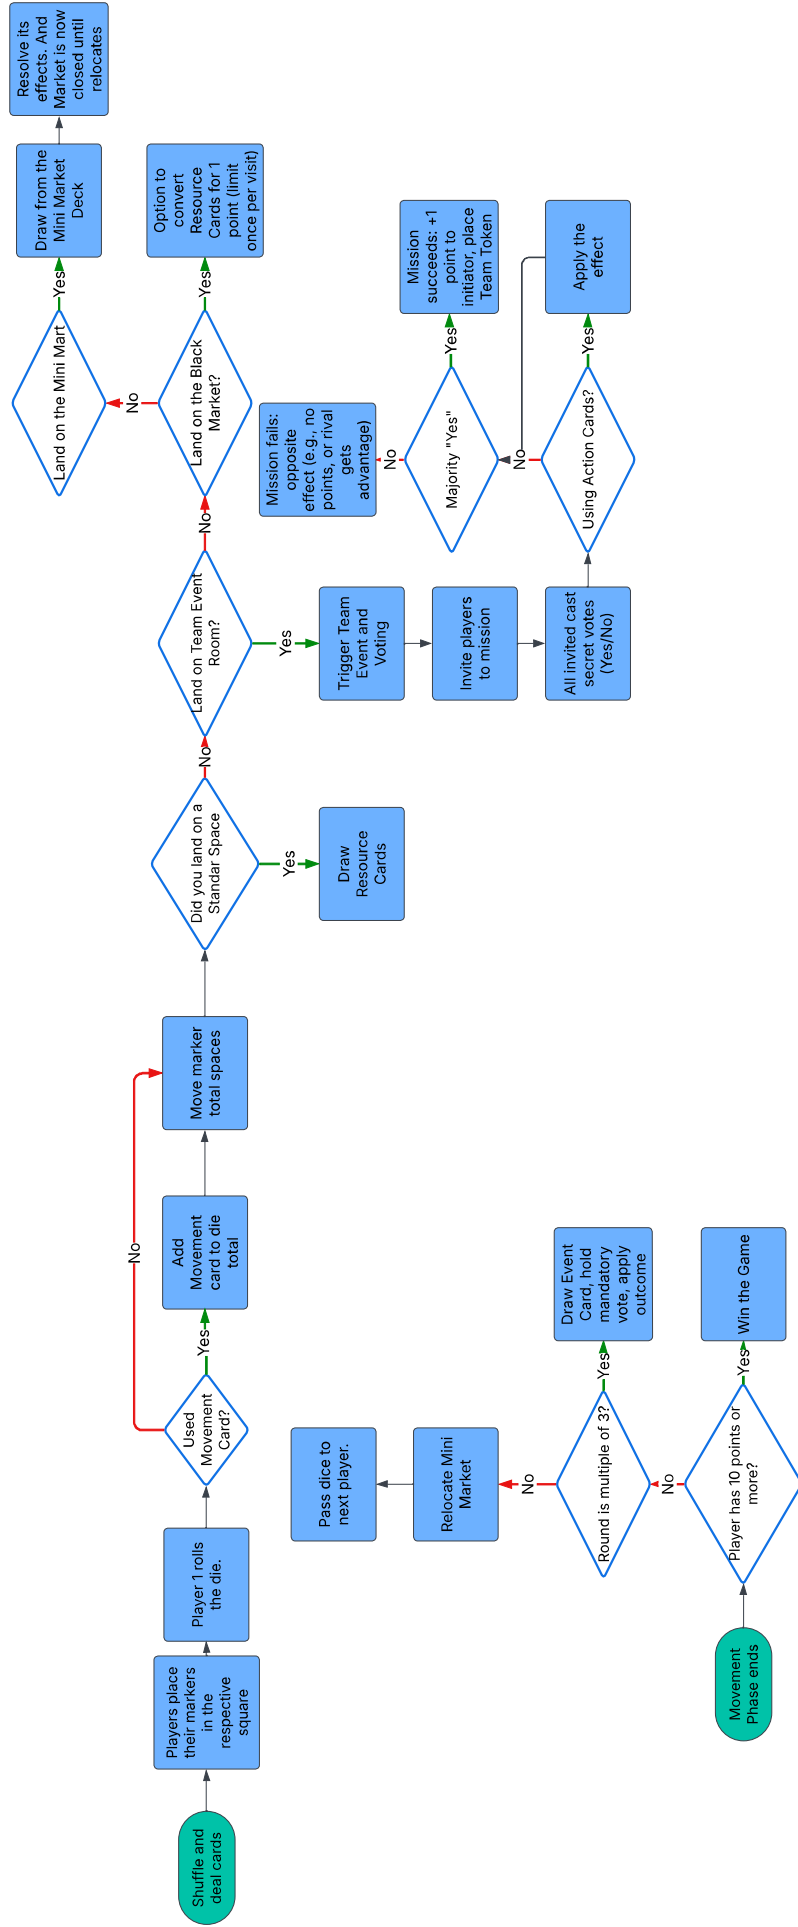 Shuffle and
deal cards
Players place
their markers
in the
respective
square
Player 1 rolls
the die.
Used
Movement
Card?
Yes
No
Add
Movement
card to die
total
Move marker
total spaces
Did you land on a
Standar Space
Yes
No
Draw
Resource
Cards
Land on Team Event
Room?
Yes
No
Trigger Team
Event and
Voting
Invite players
to mission
All invited cast
secret votes
(Yes/No)
Using Action Cards?
Yes
No
Apply the
effect
Majority "Yes"
Yes
No
Mission
succeeds: +1
point to
initiator, place
Team Token
Mission fails:
opposite
effect (e.g., no
points, or rival
gets
advantage)
Land on the Black
Market?
Yes
No
Option to
convert
Resource
Cards for 1
point (limit
once per visit)
Land on the Mini Mart
Yes
Draw from the
Mini Market
Deck
Resolve its
effects. And
Market is now
closed until
relocates
Movement
Phase ends
Player has 10 points or
more?
Yes
No
Win the Game
Round is multiple of 3?
Yes
No
Draw Event
Card, hold
mandatory
vote, apply
outcome
Relocate Mini
Market
Pass dice to
next player.